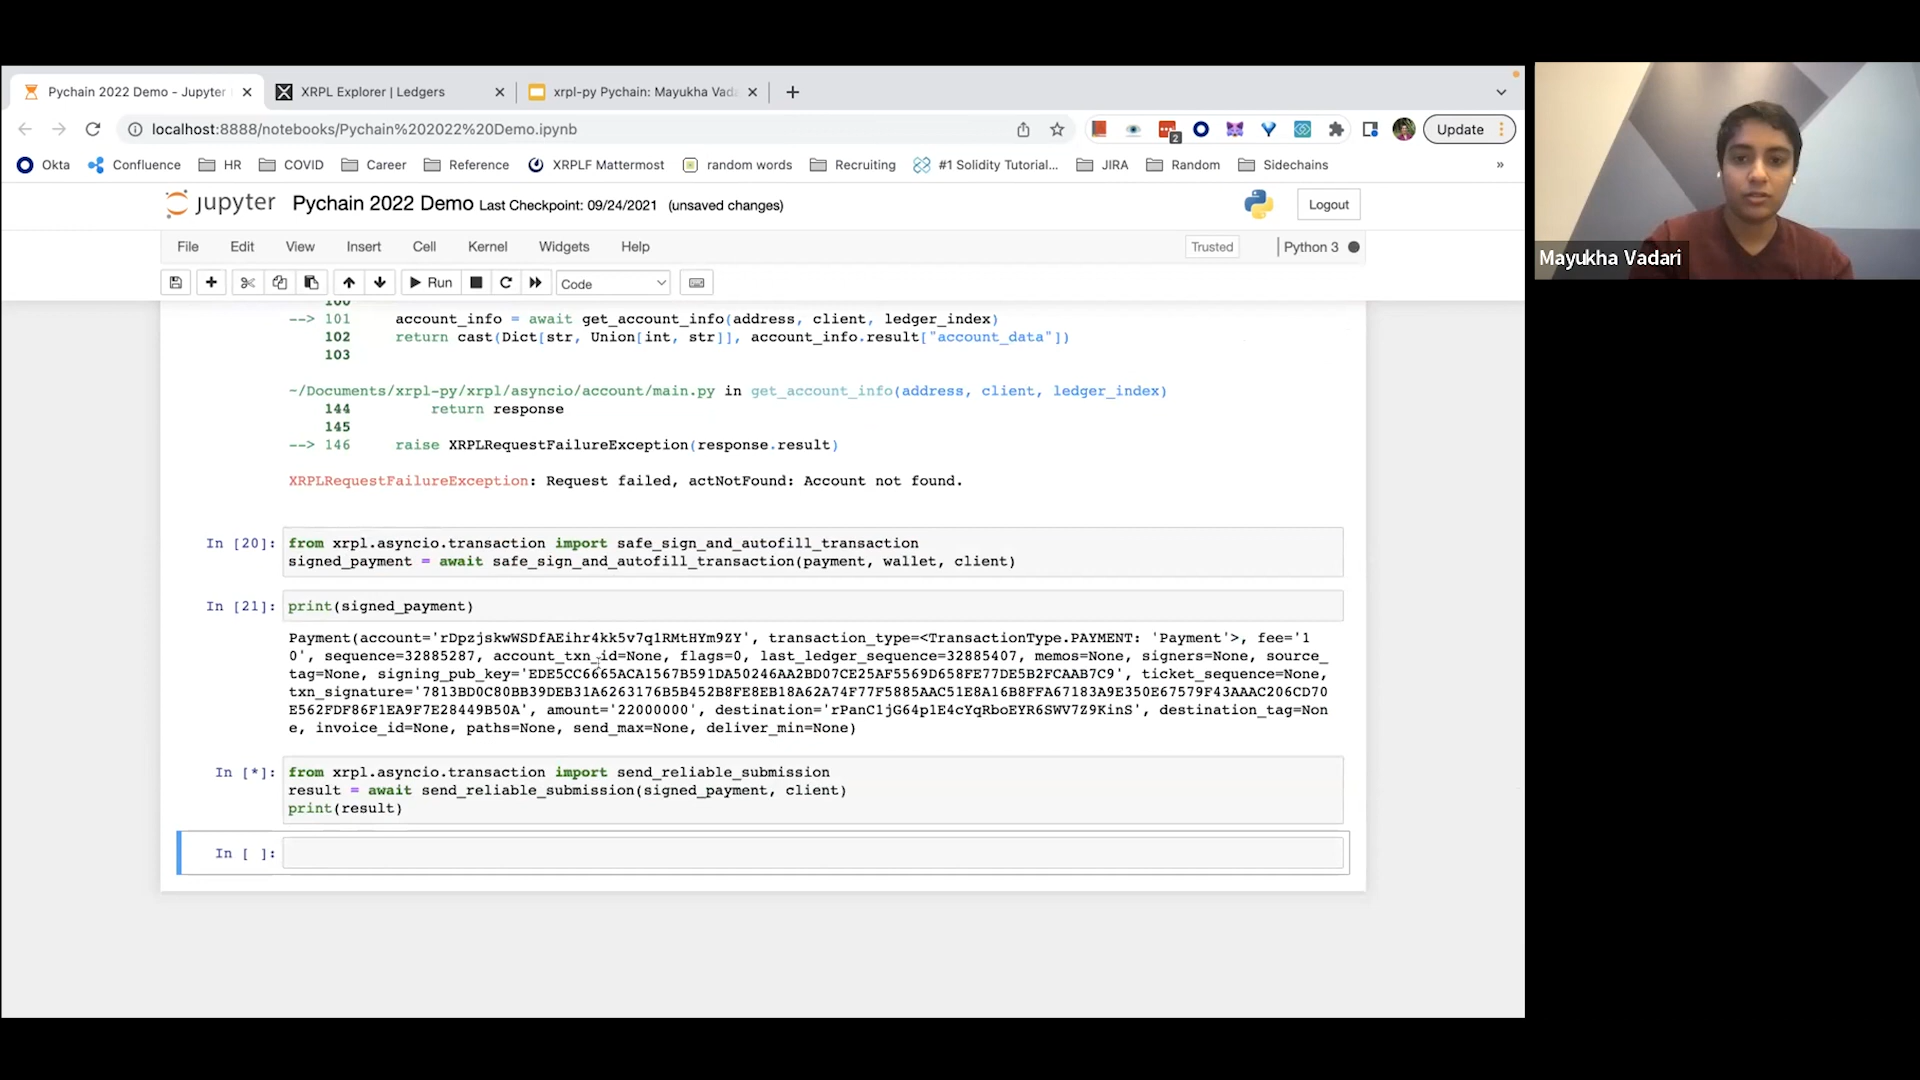 Pychain 2022 Demo - Jupyter
XRPL Explorer | Ledgers
xrpl-py Pychain: Mayukha Vada
localhost:8888/notebooks/Pychain%202022%20Demo.ipynb
2
Update
Okta
Confluence
HR
COVID
Career
Reference
XRPLF Mattermost
random words
Recruiting
#1 Solidity Tutorial...
JIRA
Random
Sidechains
»
jupyter Pychain 2022 Demo Last Checkpoint: 09/24/2021 (unsaved changes)
Logout
File Edit View Insert Cell Kernel Widgets Help
Trusted
Python 3
Run
Code
100
--> 101 account_info = await get_account_info(address, client, ledger_index)
102 return cast(Dict[str, Union[int, str]], account_info.result["account_data"])
103
~/Documents/xrpl-py/xrpl/asyncio/account/main.py in get_account_info(address, client, ledger_index)
144 return response
145
--> 146 raise XRPLRequestFailureException(response.result)
XRPLRequestFailureException: Request failed, actNotFound: Account not found.
In [20]: from xrpl.asyncio.transaction import safe_sign_and_autofill_transaction
signed_payment = await safe_sign_and_autofill_transaction(payment, wallet, client)
In [21]: print(signed_payment)
Payment(account='rDpzjskwWSDfAEihr4kk5v7q1RMtHYm9ZY', transaction_type=<TransactionType.PAYMENT: 'Payment'>, fee='1
0', sequence=32885287, account_txn_id=None, flags=0, last_ledger_sequence=32885407, memos=None, signers=None, source_
tag=None, signing_pub_key='EDE5CC6665ACA1567B591DA50246AA2BD07CE25AF5569D658FE77DE5B2FCAAB7C9', ticket_sequence=None,
txn_signature='7813BD0C80BB39DEB31A6263176B5B452B8FE8EB18A62A74F77F5885AAC51E8A16B8FFA67183A9E350E67579F43AAAC206CD70
E562FDF86F1EA9F7E28449B50A', amount='22000000', destination='rPanC1jG64p1E4cYqRboEYR6SWV7Z9KinS', destination_tag=Non
e, invoice_id=None, paths=None, send_max=None, deliver_min=None)
In [*]: from xrpl.asyncio.transaction import send_reliable_submission
result = await send_reliable_submission(signed_payment, client)
print(result)
In [ ]:
Mayukha Vadari